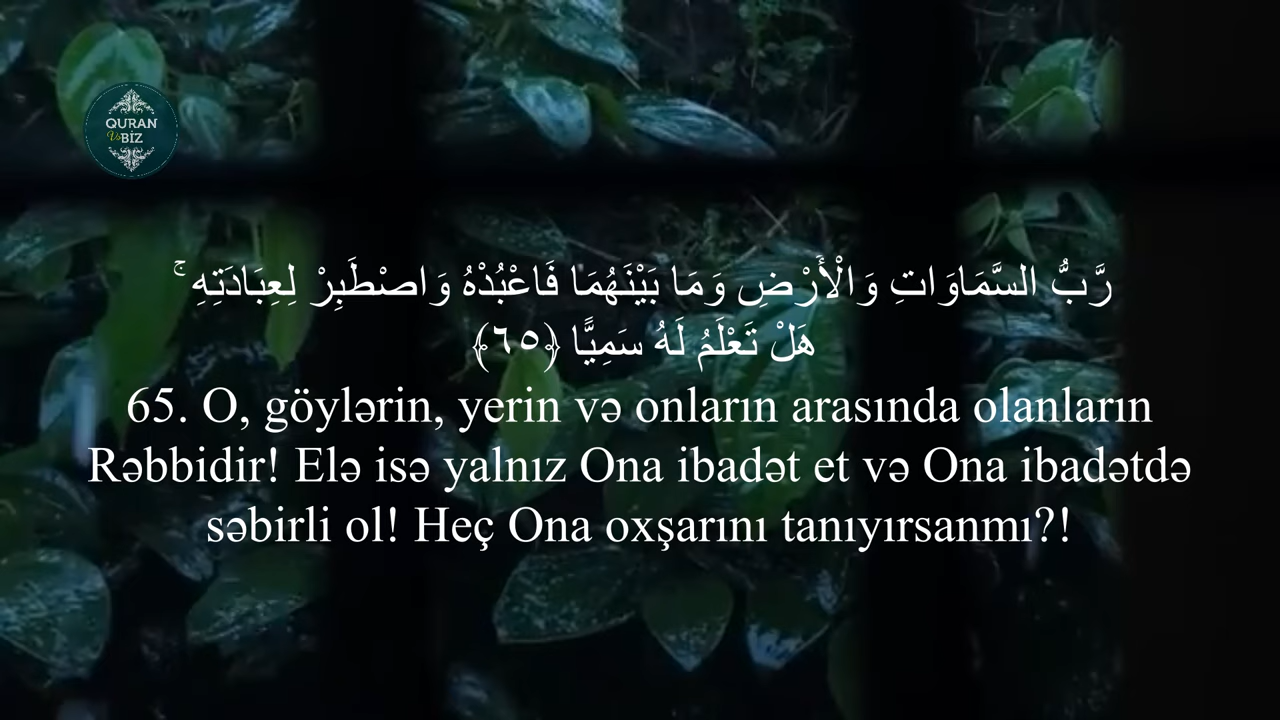 QURAN
Və BİZ
رَّبُّ السَّمَاوَاتِ وَالْأَرْضِ وَمَا بَيْنَهُمَا فَاعْبُدْهُ وَاصْطَبِرْ لِعِبَادَتِهِ ۚ
هَلْ تَعْلَمُ لَهُ سَمِيًّا ﴿٦٥﴾
65. O, göylərin, yerin və onların arasında olanların
Rəbbidir! Elə isə yalnız Ona ibadət et və Ona ibadətdə
səbirli ol! Heç Ona oxşarını tanıyırsanmı?!